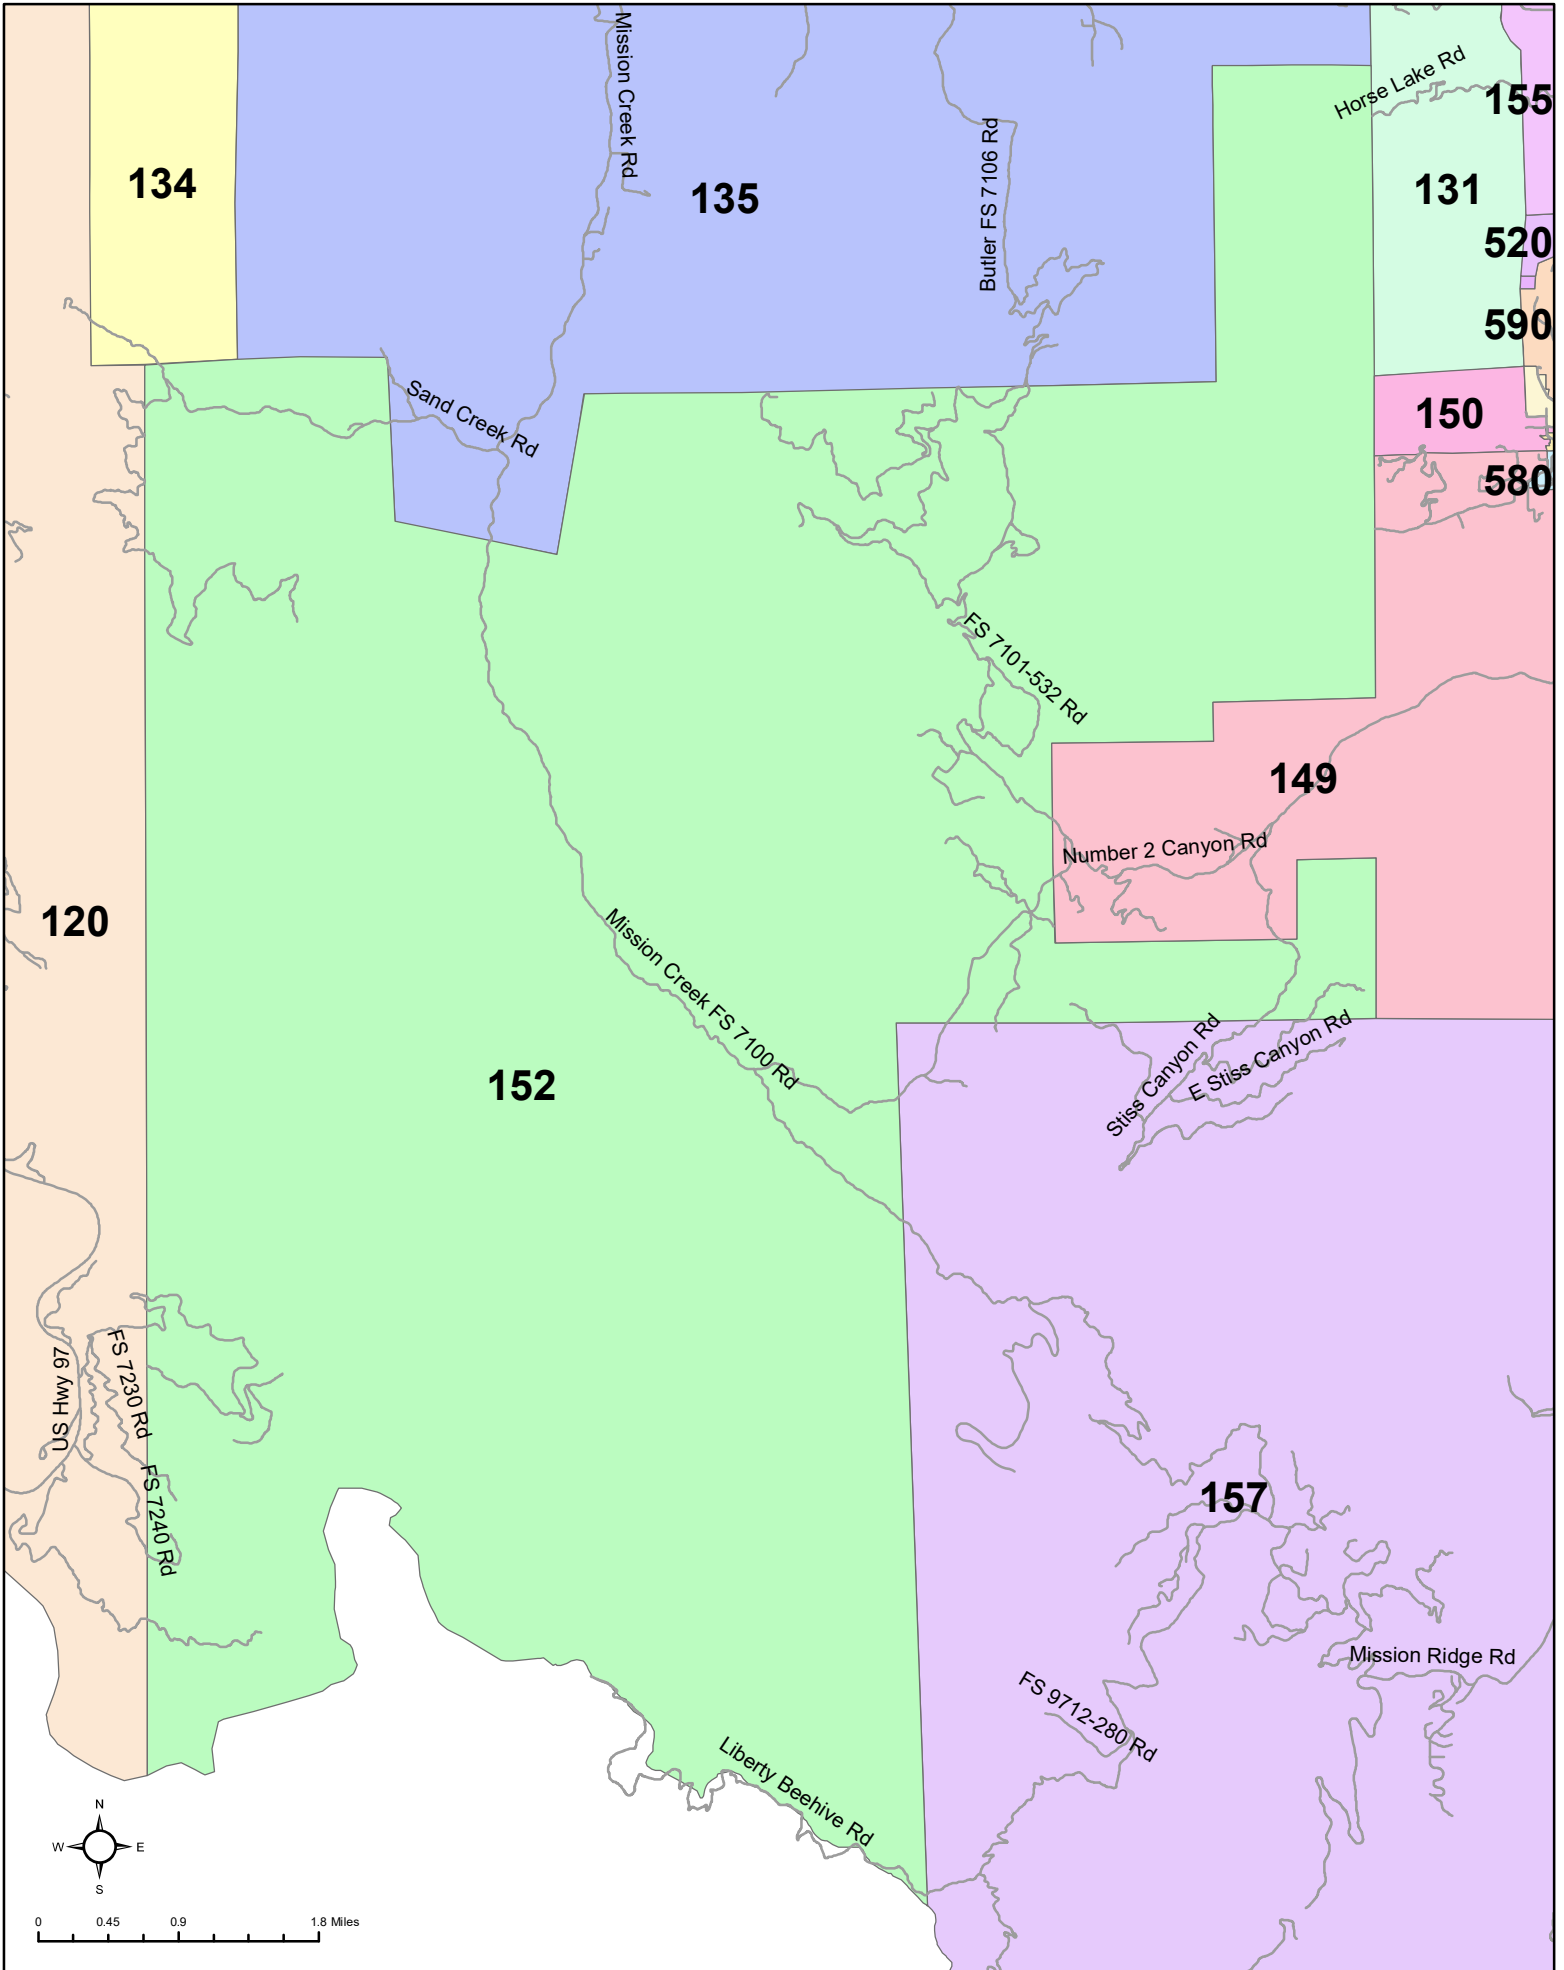 Mission Creek Rd
Horse Lake Rd
155
Butler FS 7106 Rd
134
135
131
520
590
Sand Creek Rd
150
580
FS 7101-532 Rd
149
Number 2 Canyon Rd
120
Mission Creek FS 7100 Rd
152
Stiss Canyon Rd
E Stiss Canyon Rd
US Hwy 97
FS 7230 Rd
FS 7240 Rd
157
Mission Ridge Rd
FS 9712-280 Rd
Liberty Beehive Rd
N
W
E
S
0 0.45 0.9 1.8 Miles